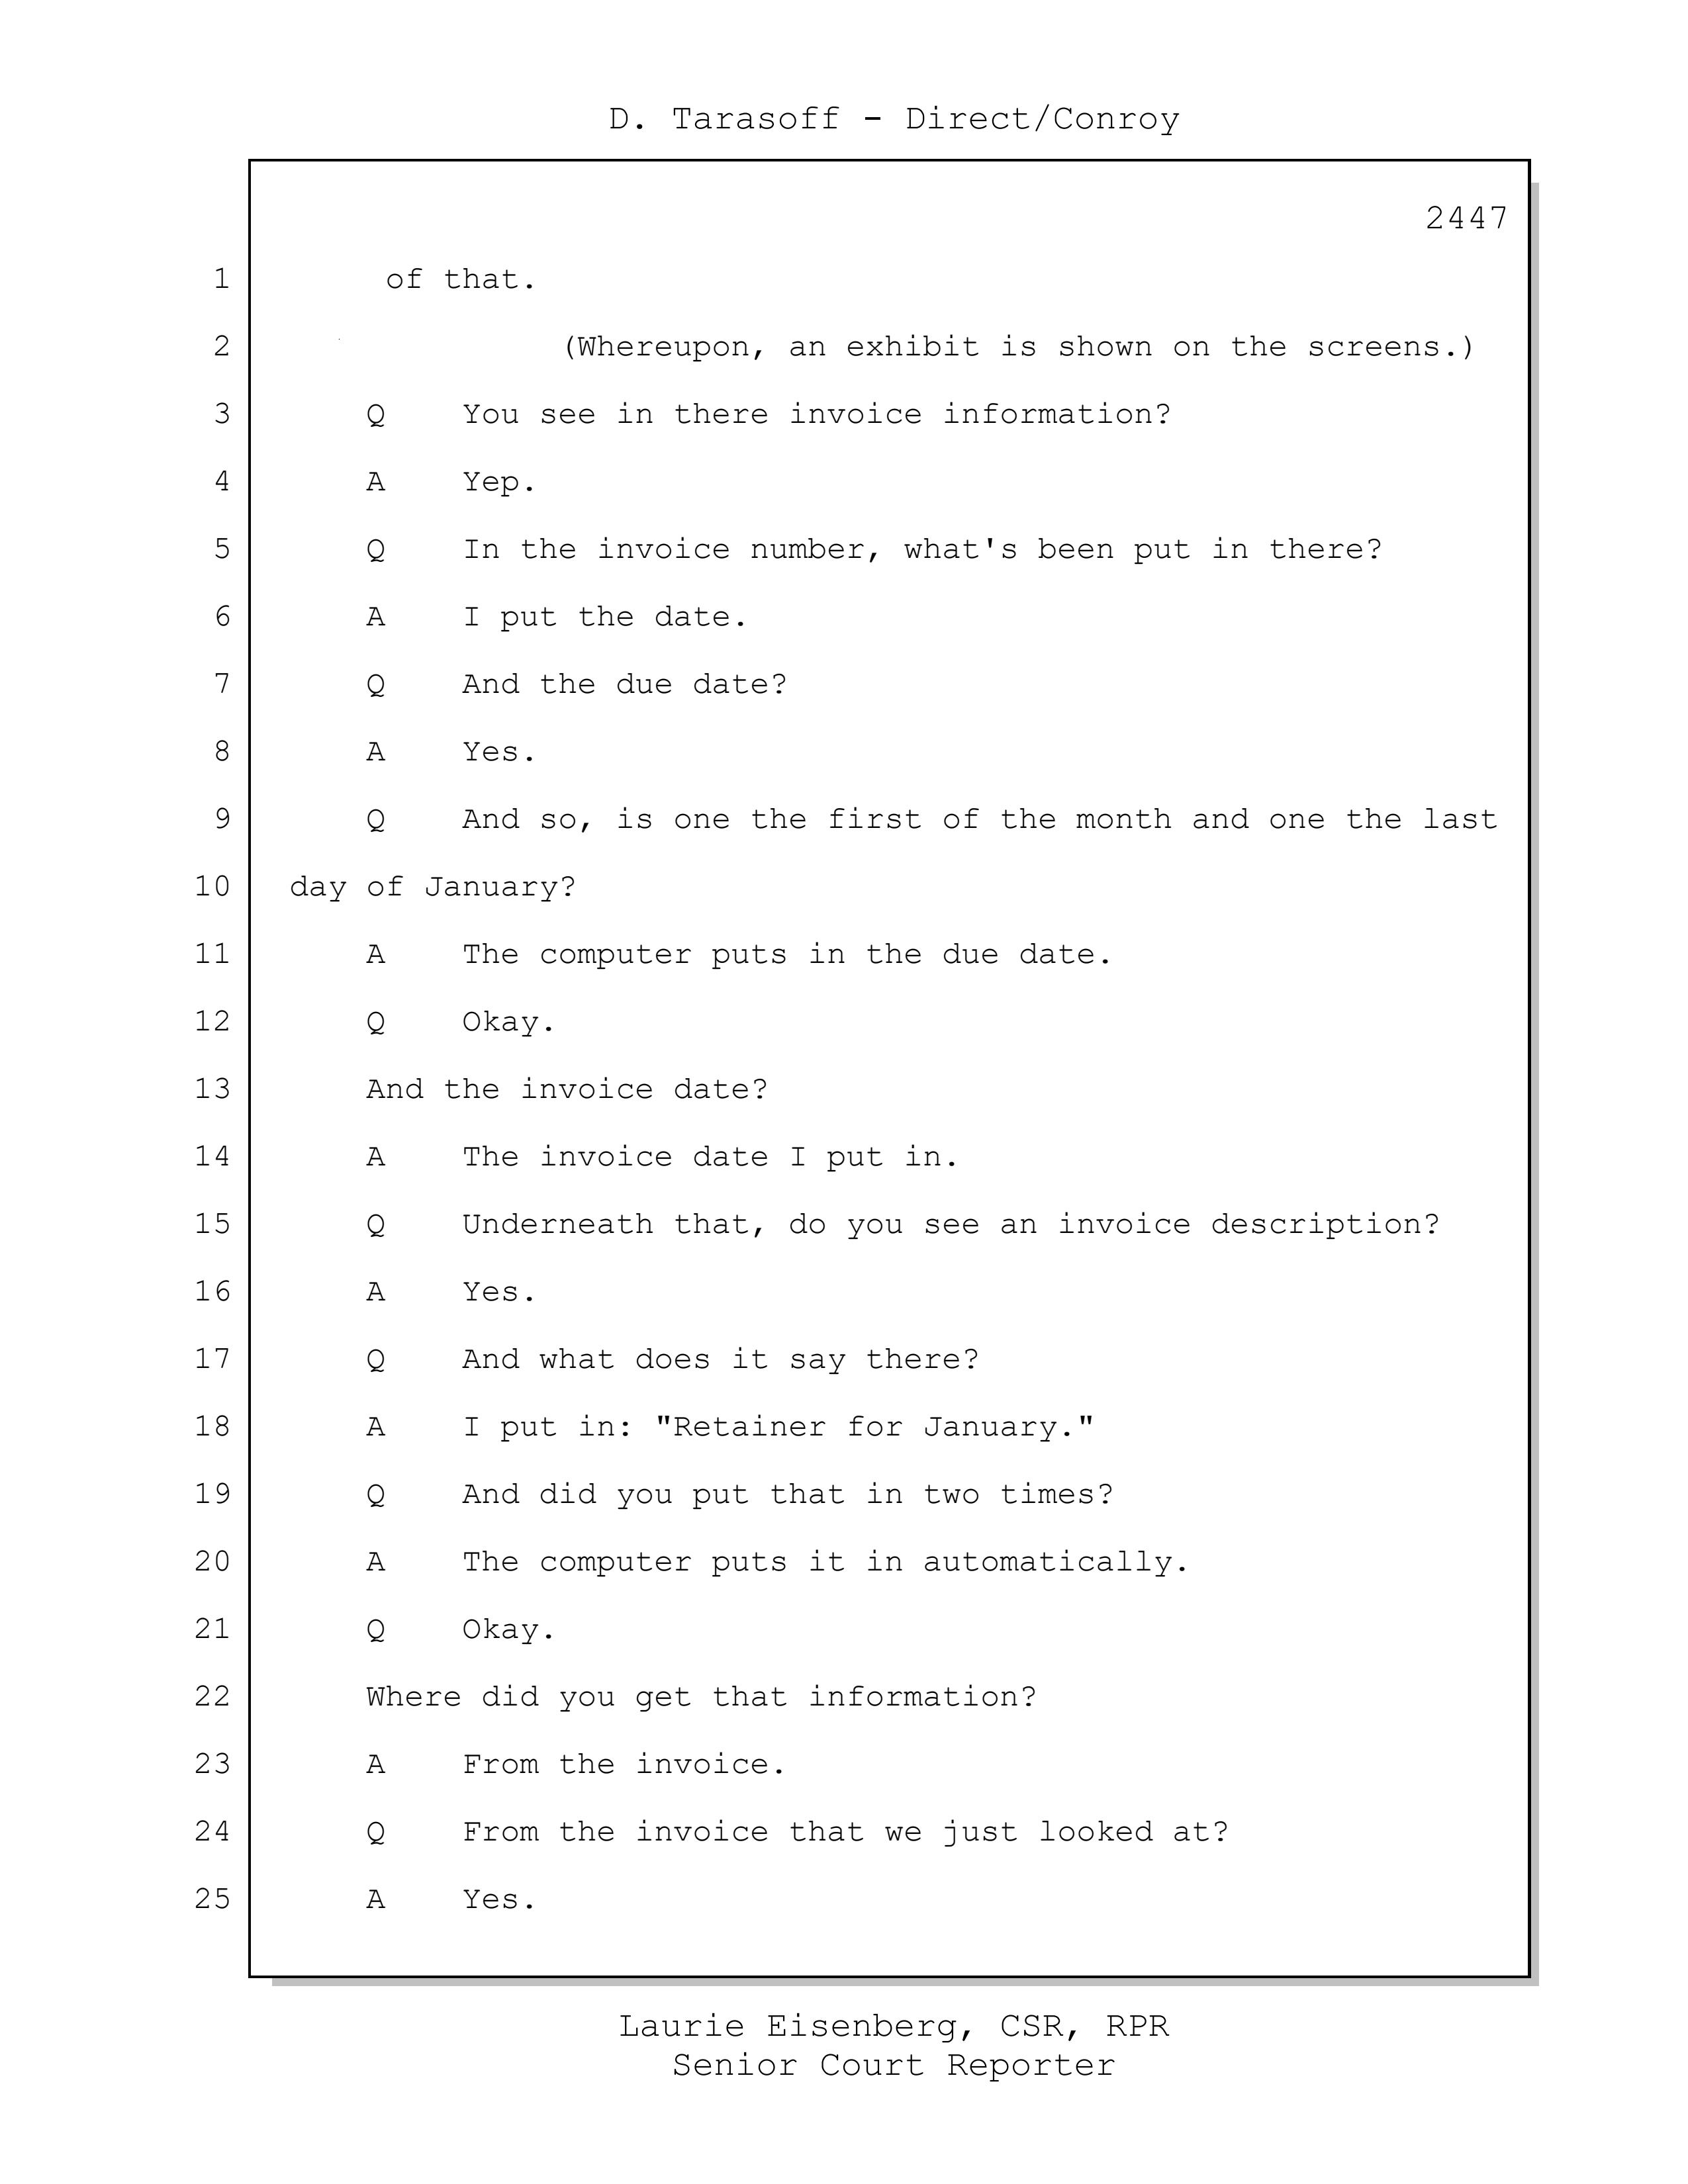 D. Tarasoff - Direct/Conroy
2447
1 of that.
2 (Whereupon, an exhibit is shown on the screens.)
3 Q You see in there invoice information?
4 A Yep.
5 Q In the invoice number, what's been put in there?
6 A I put the date.
7 Q And the due date?
8 A Yes.
9 Q And so, is one the first of the month and one the last
10 day of January?
11 A The computer puts in the due date.
12 Q Okay.
13 And the invoice date?
14 A The invoice date I put in.
15 Q Underneath that, do you see an invoice description?
16 A Yes.
17 Q And what does it say there?
18 A I put in: "Retainer for January."
19 Q And did you put that in two times?
20 A The computer puts it in automatically.
21 Q Okay.
22 Where did you get that information?
23 A From the invoice.
24 Q From the invoice that we just looked at?
25 A Yes.
Laurie Eisenberg, CSR, RPR
Senior Court Reporter